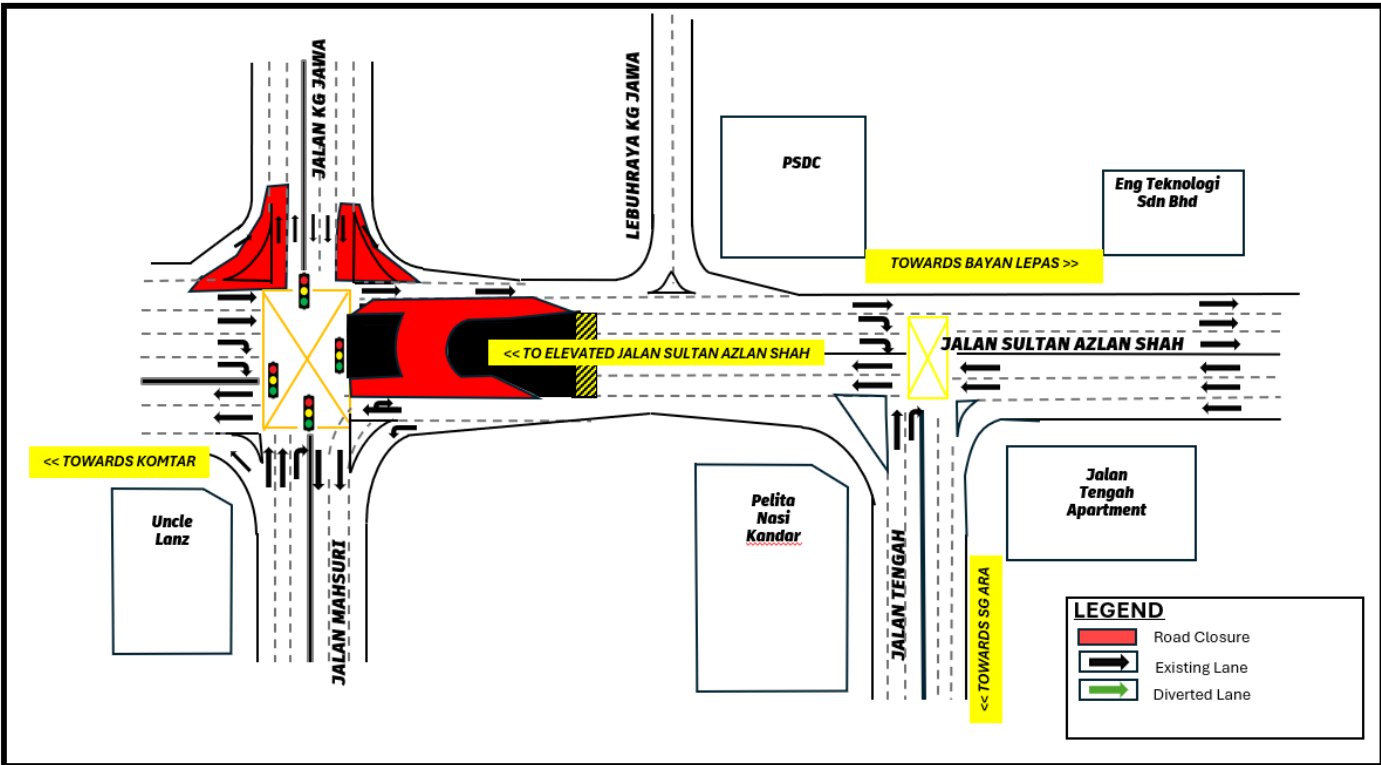 JALAN KG JAWA
LEBUHRAYA KG JAWA
PSDC
Eng Teknologi
Sdn Bhd
TOWARDS BAYAN LEPAS >>
JALAN SULTAN AZLAN SHAH
<< TO ELEVATED JALAN SULTAN AZLAN SHAH
<< TOWARDS KOMTAR
Uncle
Lanz
JALAN MAHSURI
Pelita
Nasi
Kandar
JALAN TENGAH
Jalan
Tengah
Apartment
<< TOWARDS SG ARA
LEGEND
Road Closure
Existing Lane
Diverted Lane